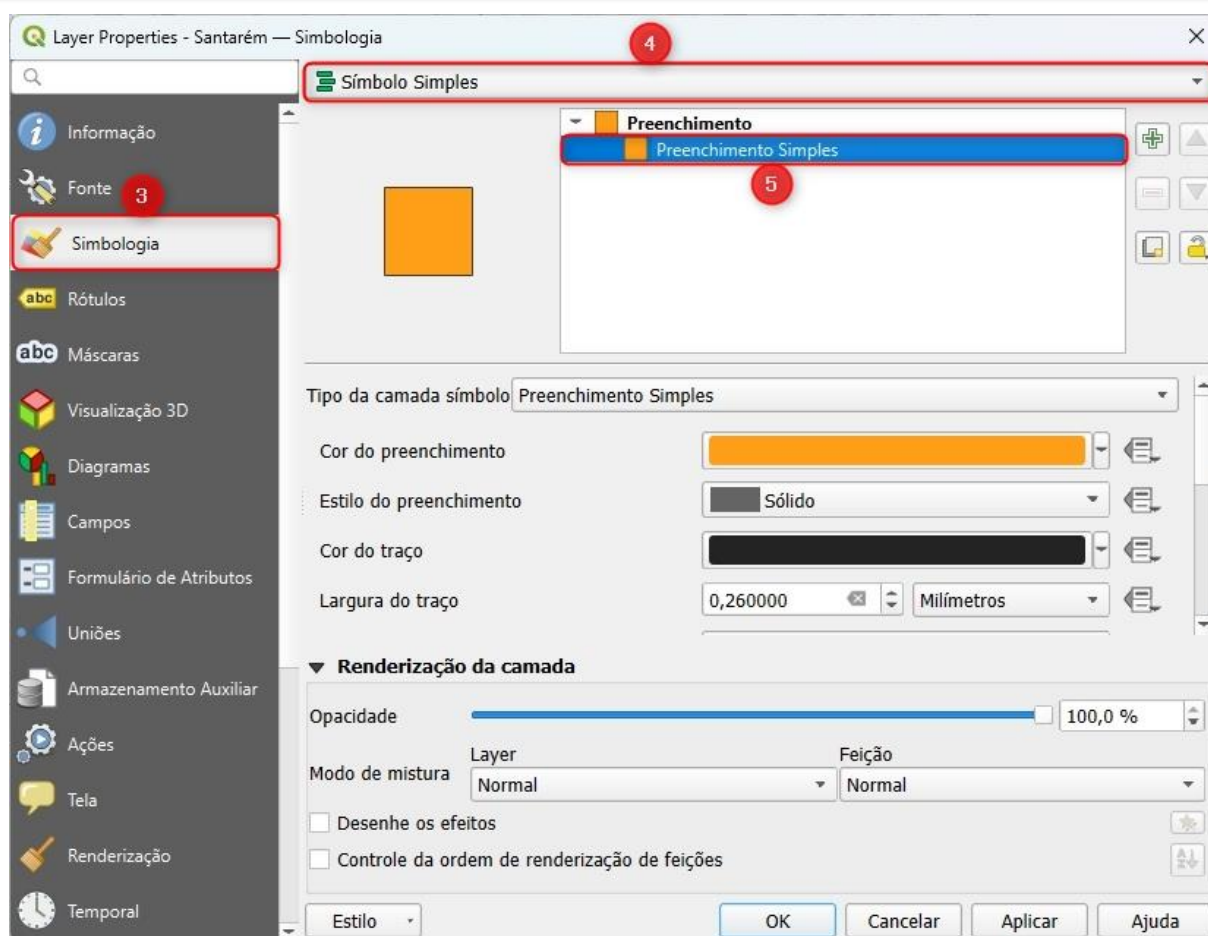 Layer Properties - Santarém — Simbologia
4
Símbolo Simples
Informação
Fonte
3
Simbologia
Rótulos
Máscaras
Visualização 3D
Diagramas
Campos
Formulário de Atributos
Uniões
Armazenamento Auxiliar
Ações
Tela
Renderização
Temporal
abc
abc
Preenchimento
Preenchimento Simples
5
Tipo da camada símbolo Preenchimento Simples
Cor do preenchimento
Estilo do preenchimento Sólido
Cor do traço
Largura do traço 0,260000 Milímetros
Renderização da camada
Opacidade 100,0 %
Layer Feição
Modo de mistura Normal Normal
Desenhe os efeitos
Controle da ordem de renderização de feições
Estilo OK Cancelar Aplicar Ajuda